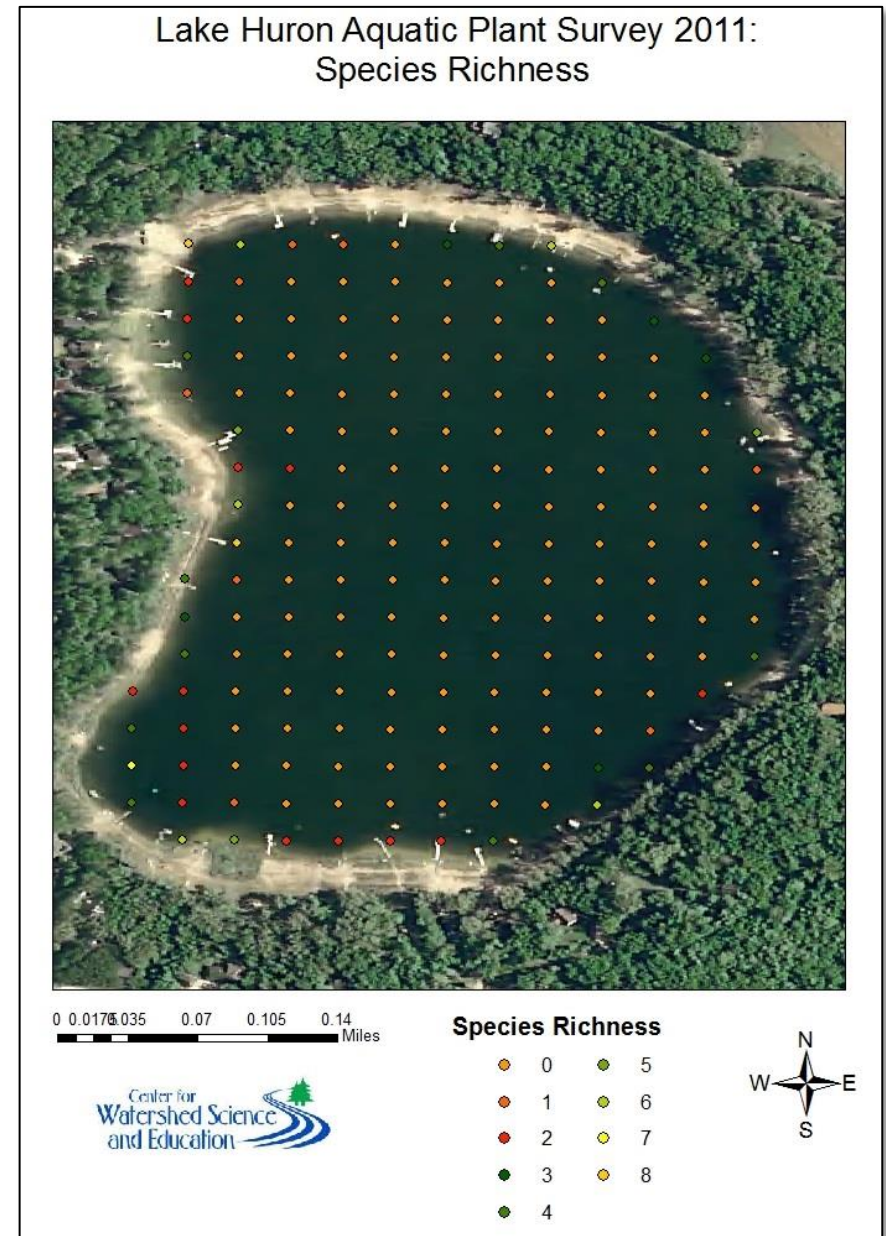 Lake Huron Aquatic Plant Survey 2011:
Species Richness
0 0.0175 0.035 0.07 0.105 0.14
Miles
Center for
Watershed Science
and Education
Species Richness
0 5
1 6
2 7
3 8
4
N
W E
S